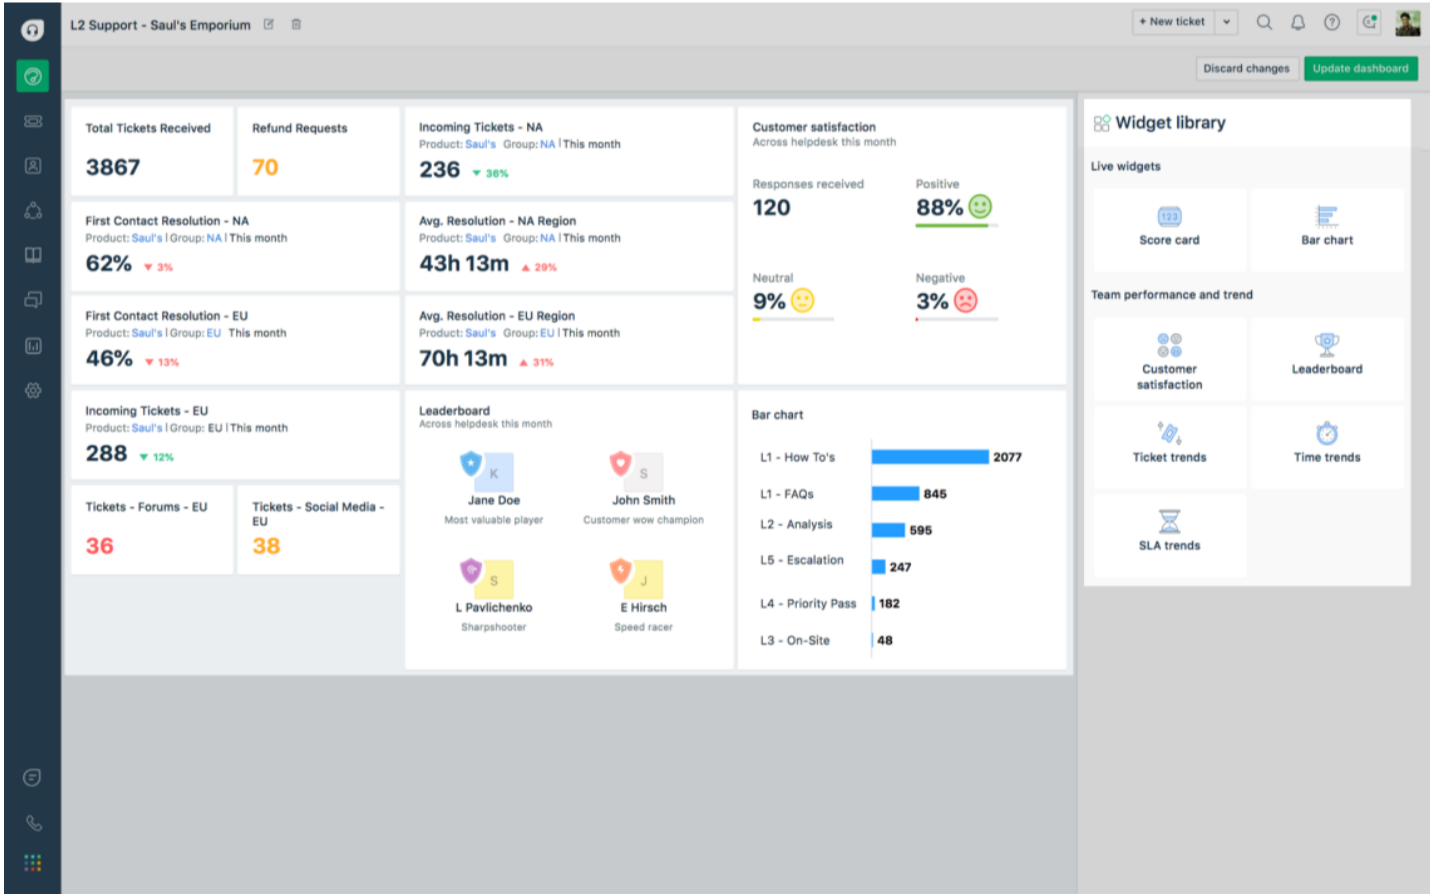 L2 Support - Saul's Emporium
+ New ticket
Discard changes
Update dashboard
Total Tickets Received
3867
Refund Requests
70
Incoming Tickets - NA
Product: Saul's Group: NA | This month
236 ▼ 36%
Customer satisfaction
Across helpdesk this month
Responses received
120
Positive
88%
Neutral
9%
Negative
3%
First Contact Resolution - NA
Product: Saul's | Group: NA | This month
62% ▼ 3%
Avg. Resolution - NA Region
Product: Saul's Group: NA | This month
43h 13m ▲ 29%
First Contact Resolution - EU
Product: Saul's | Group: EU This month
46% ▼ 13%
Avg. Resolution - EU Region
Product: Saul's Group: EU | This month
70h 13m ▲ 31%
Incoming Tickets - EU
Product: Saul's | Group: EU | This month
288 ▼ 12%
Tickets - Forums - EU
36
Tickets - Social Media -
EU
38
Leaderboard
Across helpdesk this month
K
Jane Doe
Most valuable player
S
John Smith
Customer wow champion
S
L Pavlichenko
Sharpshooter
J
E Hirsch
Speed racer
Bar chart
L1 - How To's 2077
L1 - FAQs 845
L2 - Analysis 595
L5 - Escalation 247
L4 - Priority Pass 182
L3 - On-Site 48
Widget library
Live widgets
123
Score card
Bar chart
Team performance and trend
Customer
satisfaction
Leaderboard
Ticket trends
Time trends
SLA trends